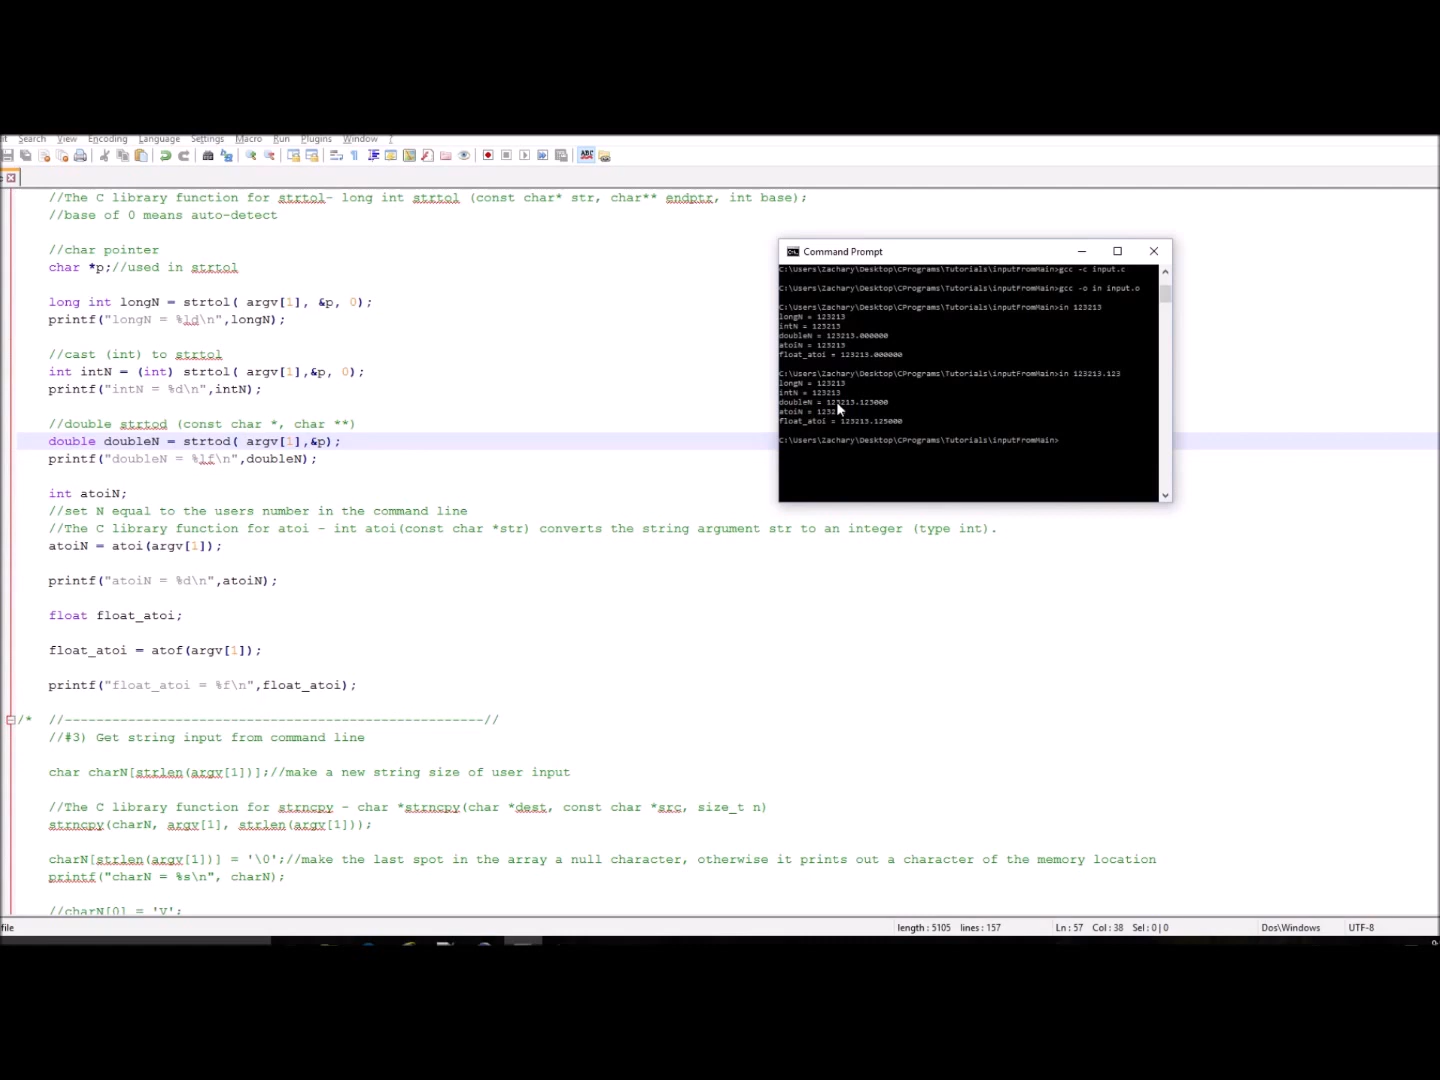 it Search View Encoding Language Settings Macro Run Plugins Window ?
//The C library function for strtol- long int strtol (const char* str, char** endptr, int base);
//base of 0 means auto-detect
//char pointer
char *p;//used in strtol
long int longN = strtol( argv[1], &p, 0);
printf("longN = %ld\n",longN);
//cast (int) to strtol
int intN = (int) strtol( argv[1],&p, 0);
printf("intN = %d\n",intN);
//double strtod (const char *, char **)
double doubleN = strtod( argv[1],&p);
printf("doubleN = %lf\n",doubleN);
int atoiN;
//set N equal to the users number in the command line
//The C library function for atoi - int atoi(const char *str) converts the string argument str to an integer (type int).
atoiN = atoi(argv[1]);
printf("atoiN = %d\n",atoiN);
float float_atoi;
float_atoi = atof(argv[1]);
printf("float_atoi = %f\n",float_atoi);
/* //-----------------------------------------------------//
//#3) Get string input from command line
char charN[strlen(argv[1])];//make a new string size of user input
//The C library function for strncpy - char *strncpy(char *dest, const char *src, size_t n)
strncpy(charN, argv[1], strlen(argv[1]));
charN[strlen(argv[1])] = '\0';//make the last spot in the array a null character, otherwise it prints out a character of the memory location
printf("charN = %s\n", charN);
//charN[0] = 'V';
Command Prompt
C:\Users\Zachary\Desktop\CPrograms\Tutorials\inputFromMain>gcc -c input.c
C:\Users\Zachary\Desktop\CPrograms\Tutorials\inputFromMain>gcc -o in input.o
C:\Users\Zachary\Desktop\CPrograms\Tutorials\inputFromMain>in 123213
longN = 123213
intN = 123213
doubleN = 123213.000000
atoiN = 123213
float_atoi = 123213.000000
C:\Users\Zachary\Desktop\CPrograms\Tutorials\inputFromMain>in 123213.123
longN = 123213
intN = 123213
doubleN = 123213.123000
atoiN =
float_atoi = 123213.125000
C:\Users\Zachary\Desktop\CPrograms\Tutorials\inputFromMain>
file length : 5105 lines : 157 Ln : 57 Col : 38 Sel : 0 | 0 Dos\Windows UTF-8